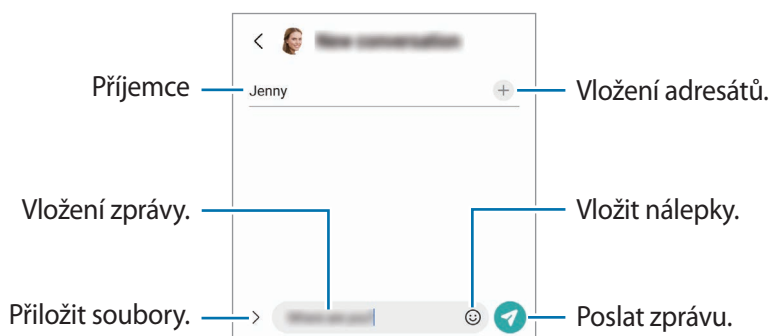 Příjemce
Jenny
Vložení adresátů.
Vložení zprávy.
Vložit nálepky.
Přiložit soubory.
Poslat zprávu.